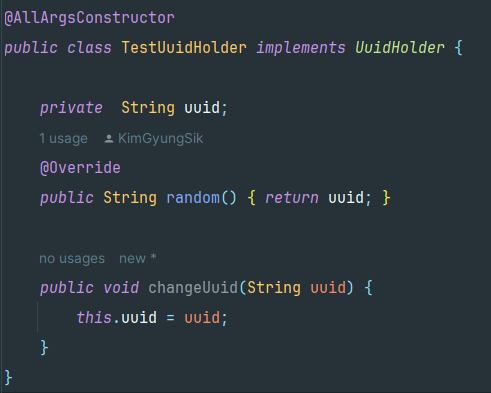 @AllArgsConstructor
public class TestUuidHolder implements UuidHolder {
private  String uuid;
1 usage   KimGyungSik
@Override
public String random() { return uuid; }
no usages   new *
public void changeUuid(String uuid) {
this.uuid = uuid;
}
}